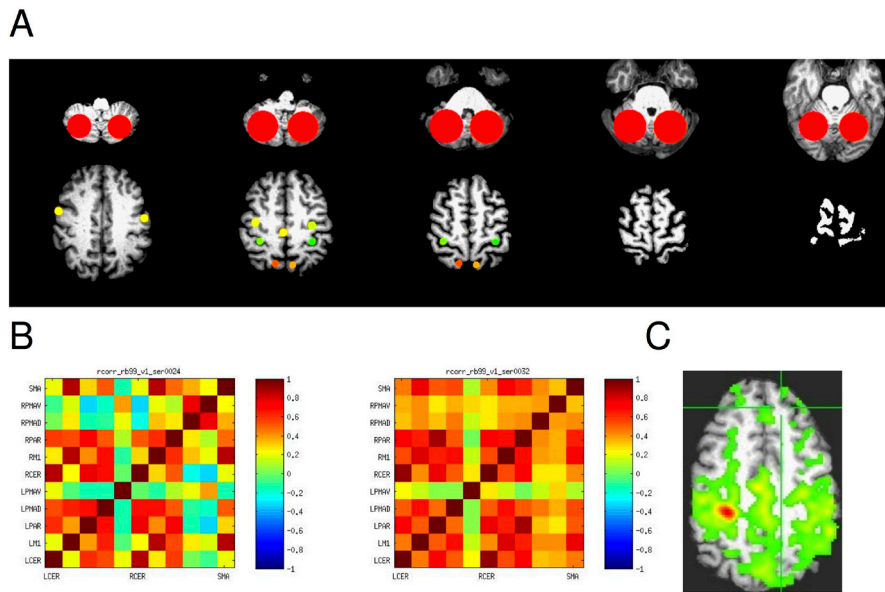 A
B
C
rcorr_rb99_v1_ser0024
SMA
RPMAV
RPMAD
RPAR
RM1
RCER
LPMAV
LPMAD
LPAR
LM1
LCER
LCER RCER SMA
1
0.8
0.6
0.4
0.2
0
-0.2
-0.4
-0.6
-0.8
-1
rcorr_rb99_v1_ser0032
SMA
RPMAV
RPMAD
RPAR
RM1
RCER
LPMAV
LPMAD
LPAR
LM1
LCER
LCER RCER SMA
1
0.8
0.6
0.4
0.2
0
-0.2
-0.4
-0.6
-0.8
-1